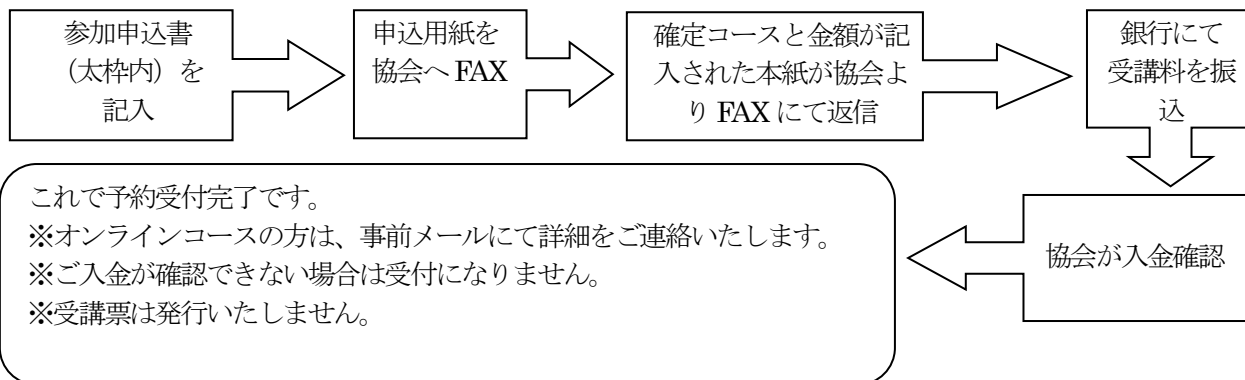 参加申込書
(太枠内)を
記入
申込用紙を
協会へ FAX
確定コースと金額が記
入された本紙が協会よ
り FAX にて返信
銀行にて
受講料を振
込
協会が入金確認
これで予約受付完了です。
※オンラインコースの方は、事前メールにて詳細をご連絡いたします。
※ご入金が確認できない場合は受付になりません。
※受講票は発行いたしません。